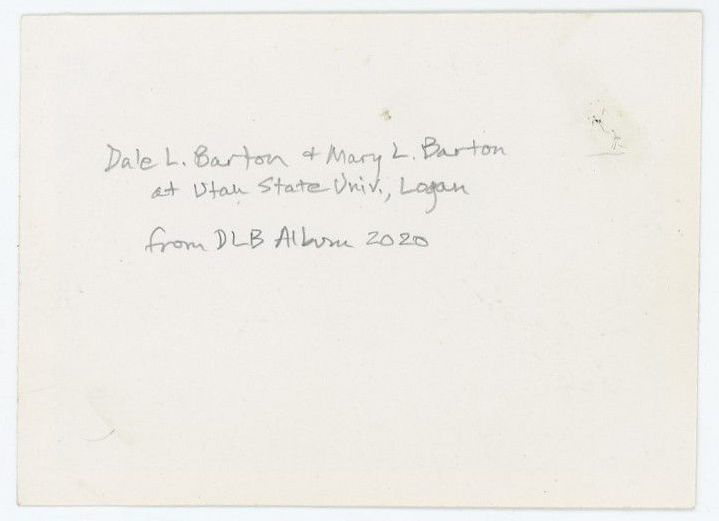 Dale L. Barton + Mary L. Barton
at Utah State Univ., Logan
from DLB Album 2020